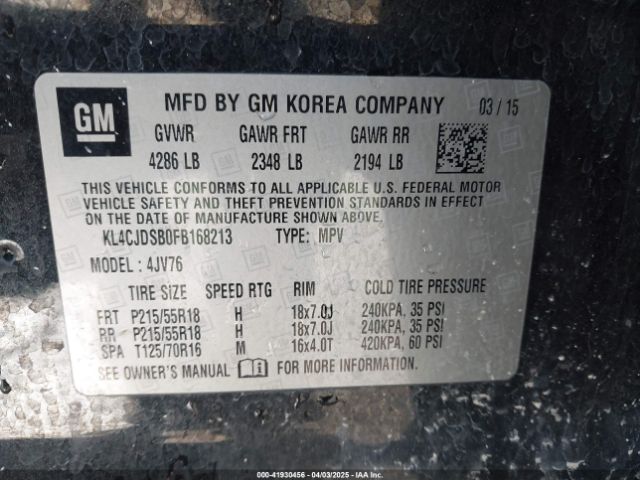 GM
MFD BY GM KOREA COMPANY 03 / 15
GVWR GAWR FRT GAWR RR
4286 LB 2348 LB 2194 LB
THIS VEHICLE CONFORMS TO ALL APPLICABLE U.S. FEDERAL MOTOR
VEHICLE SAFETY AND THEFT PREVENTION STANDARDS IN EFFECT
ON THE DATE OF MANUFACTURE SHOWN ABOVE.
KL4CJDSB0FB168213 TYPE: MPV
MODEL: 4JV76
TIRE SIZE SPEED RTG RIM COLD TIRE PRESSURE
FRT P215/55R18 H 18x7.0J 240KPA, 35 PSI
RR P215/55R18 H 18x7.0J 240KPA, 35 PSI
SPA T125/70R16 M 16x4.0T 420KPA, 60 PSI
SEE OWNER'S MANUAL FOR MORE INFORMATION.
000-41930456 - 04/03/2025 - IAAI.COM